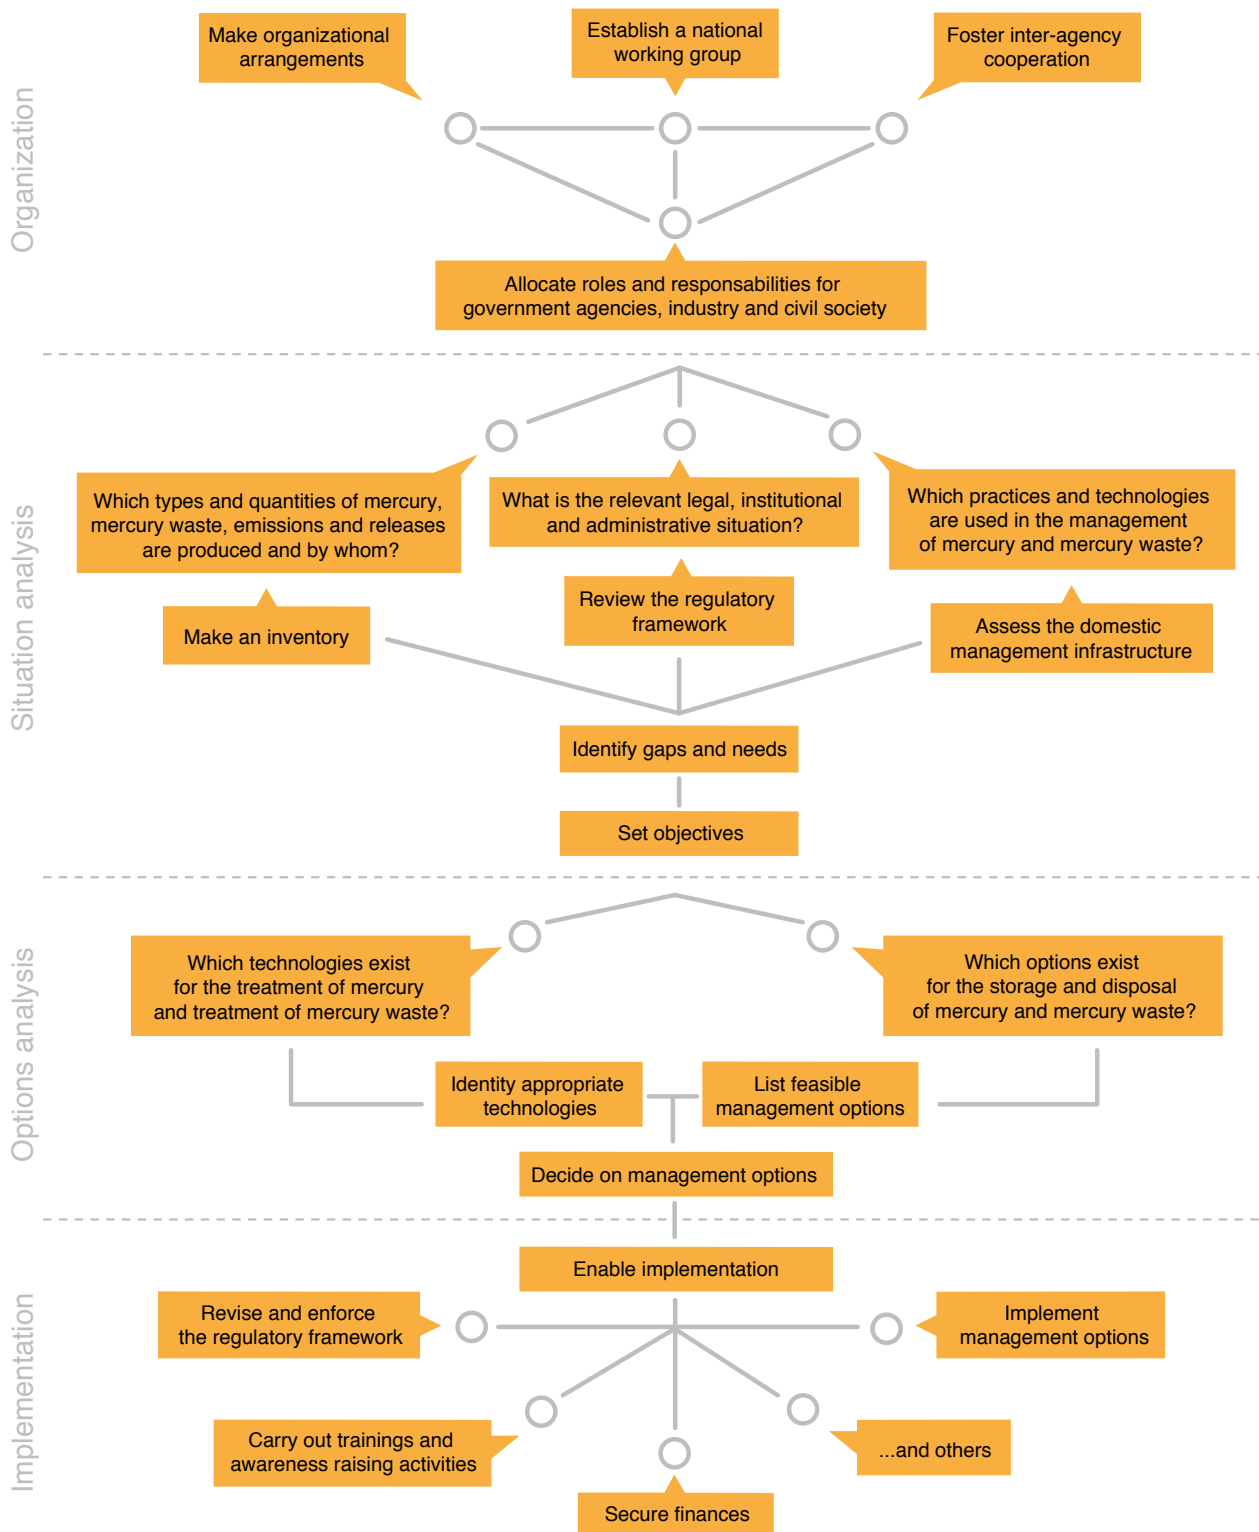 Organization
Make organizational
arrangements
Establish a national
working group
Foster inter-agency
cooperation
Allocate roles and responsabilities for
government agencies, industry and civil society
Situation analysis
Which types and quantities of mercury,
mercury waste, emissions and releases
are produced and by whom?
What is the relevant legal, institutional
and administrative situation?
Which practices and technologies
are used in the management
of mercury and mercury waste?
Make an inventory
Review the regulatory
framework
Assess the domestic
management infrastructure
Identify gaps and needs
Set objectives
Options analysis
Which technologies exist
for the treatment of mercury
and treatment of mercury waste?
Which options exist
for the storage and disposal
of mercury and mercury waste?
Identity appropriate
technologies
List feasible
management options
Decide on management options
Implementation
Enable implementation
Revise and enforce
the regulatory framework
Implement
management options
Carry out trainings and
awareness raising activities
...and others
Secure finances